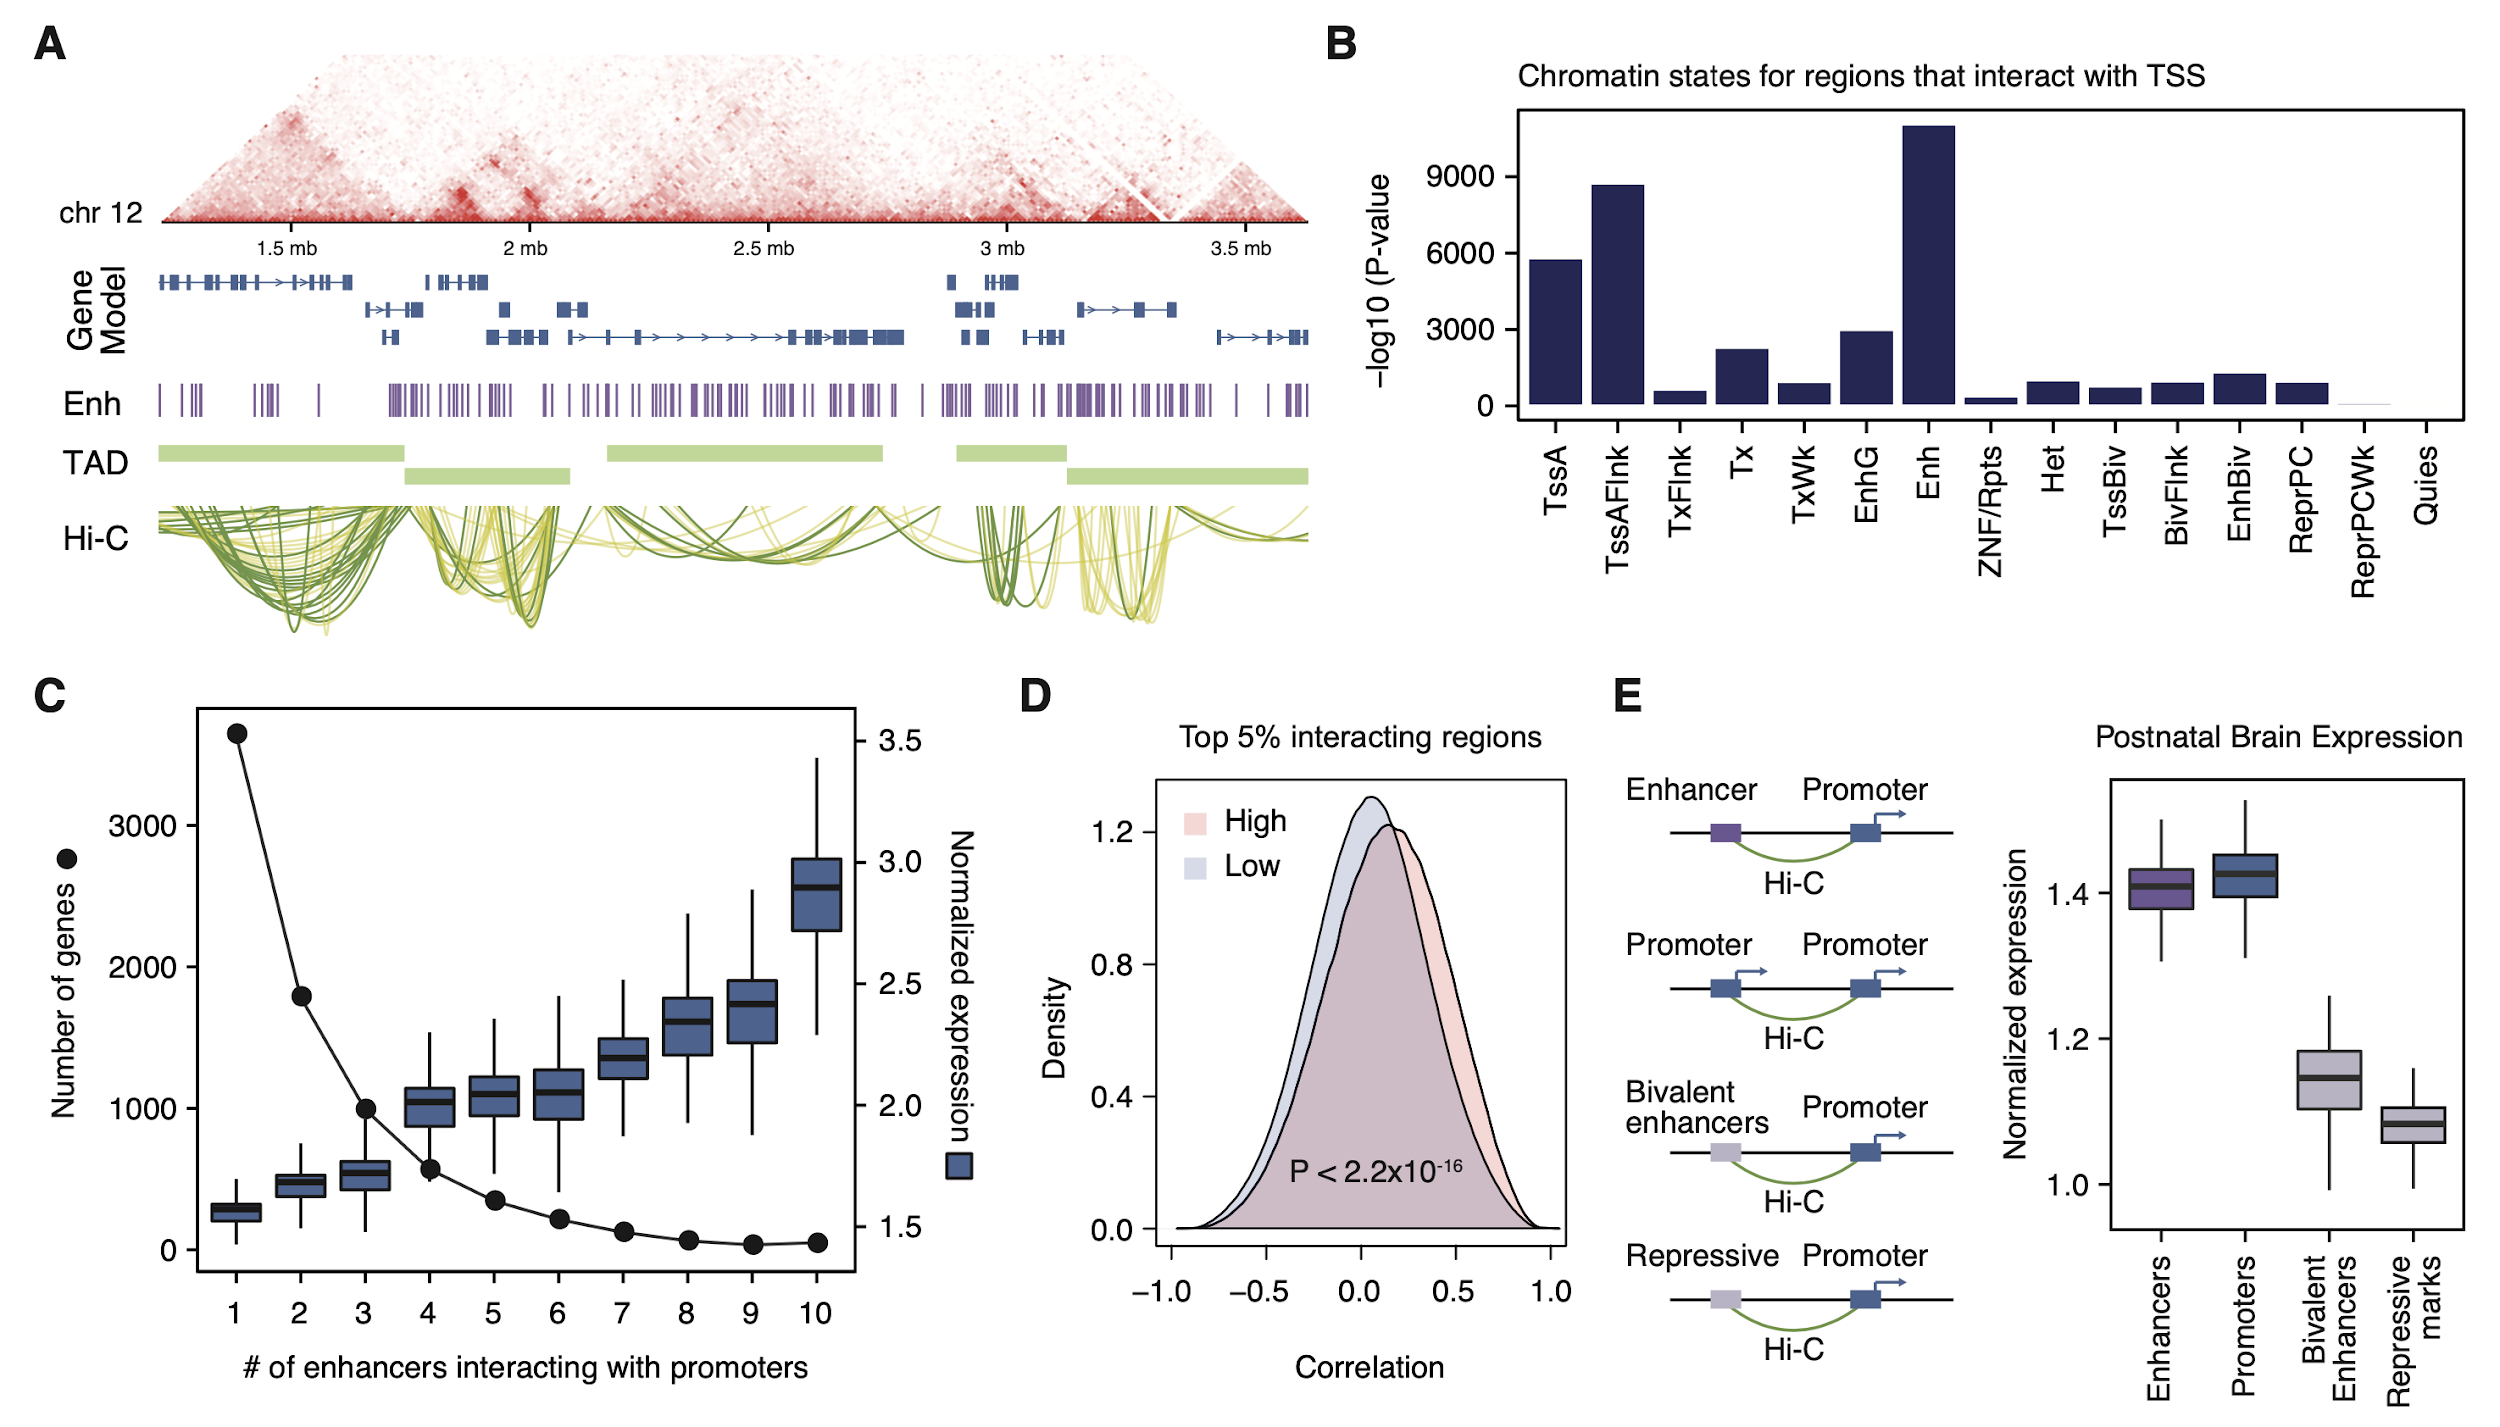 A
chr 12
1.5 mb
2 mb
2.5 mb
3 mb
3.5 mb
Gene
Model
Enh
TAD
Hi-C
B
Chromatin states for regions that interact with TSS
–log10 (P-value
9000
6000
3000
0
TssA
TssAFlnk
TxFlnk
Tx
TxWk
EnhG
Enh
ZNF/Rpts
Het
TssBiv
BivFlnk
EnhBiv
ReprPC
ReprPCWk
Quies
C
Number of genes
3000
2000
1000
0
3.5
3.0
2.5
2.0
1.5
Normalized expression
1 2 3 4 5 6 7 8 9 10
# of enhancers interacting with promoters
D
Top 5% interacting regions
High
Low
Density
1.2
0.8
0.4
0.0
P < 2.2x10-16
−1.0 −0.5 0.0 0.5 1.0
Correlation
E
Enhancer Promoter
Hi-C
Promoter Promoter
Hi-C
Bivalent
enhancers Promoter
Hi-C
Repressive Promoter
Hi-C
Postnatal Brain Expression
Normalized expression
1.4
1.2
1.0
Enhancers
Promoters
Bivalent
Enhancers
Repressive
marks